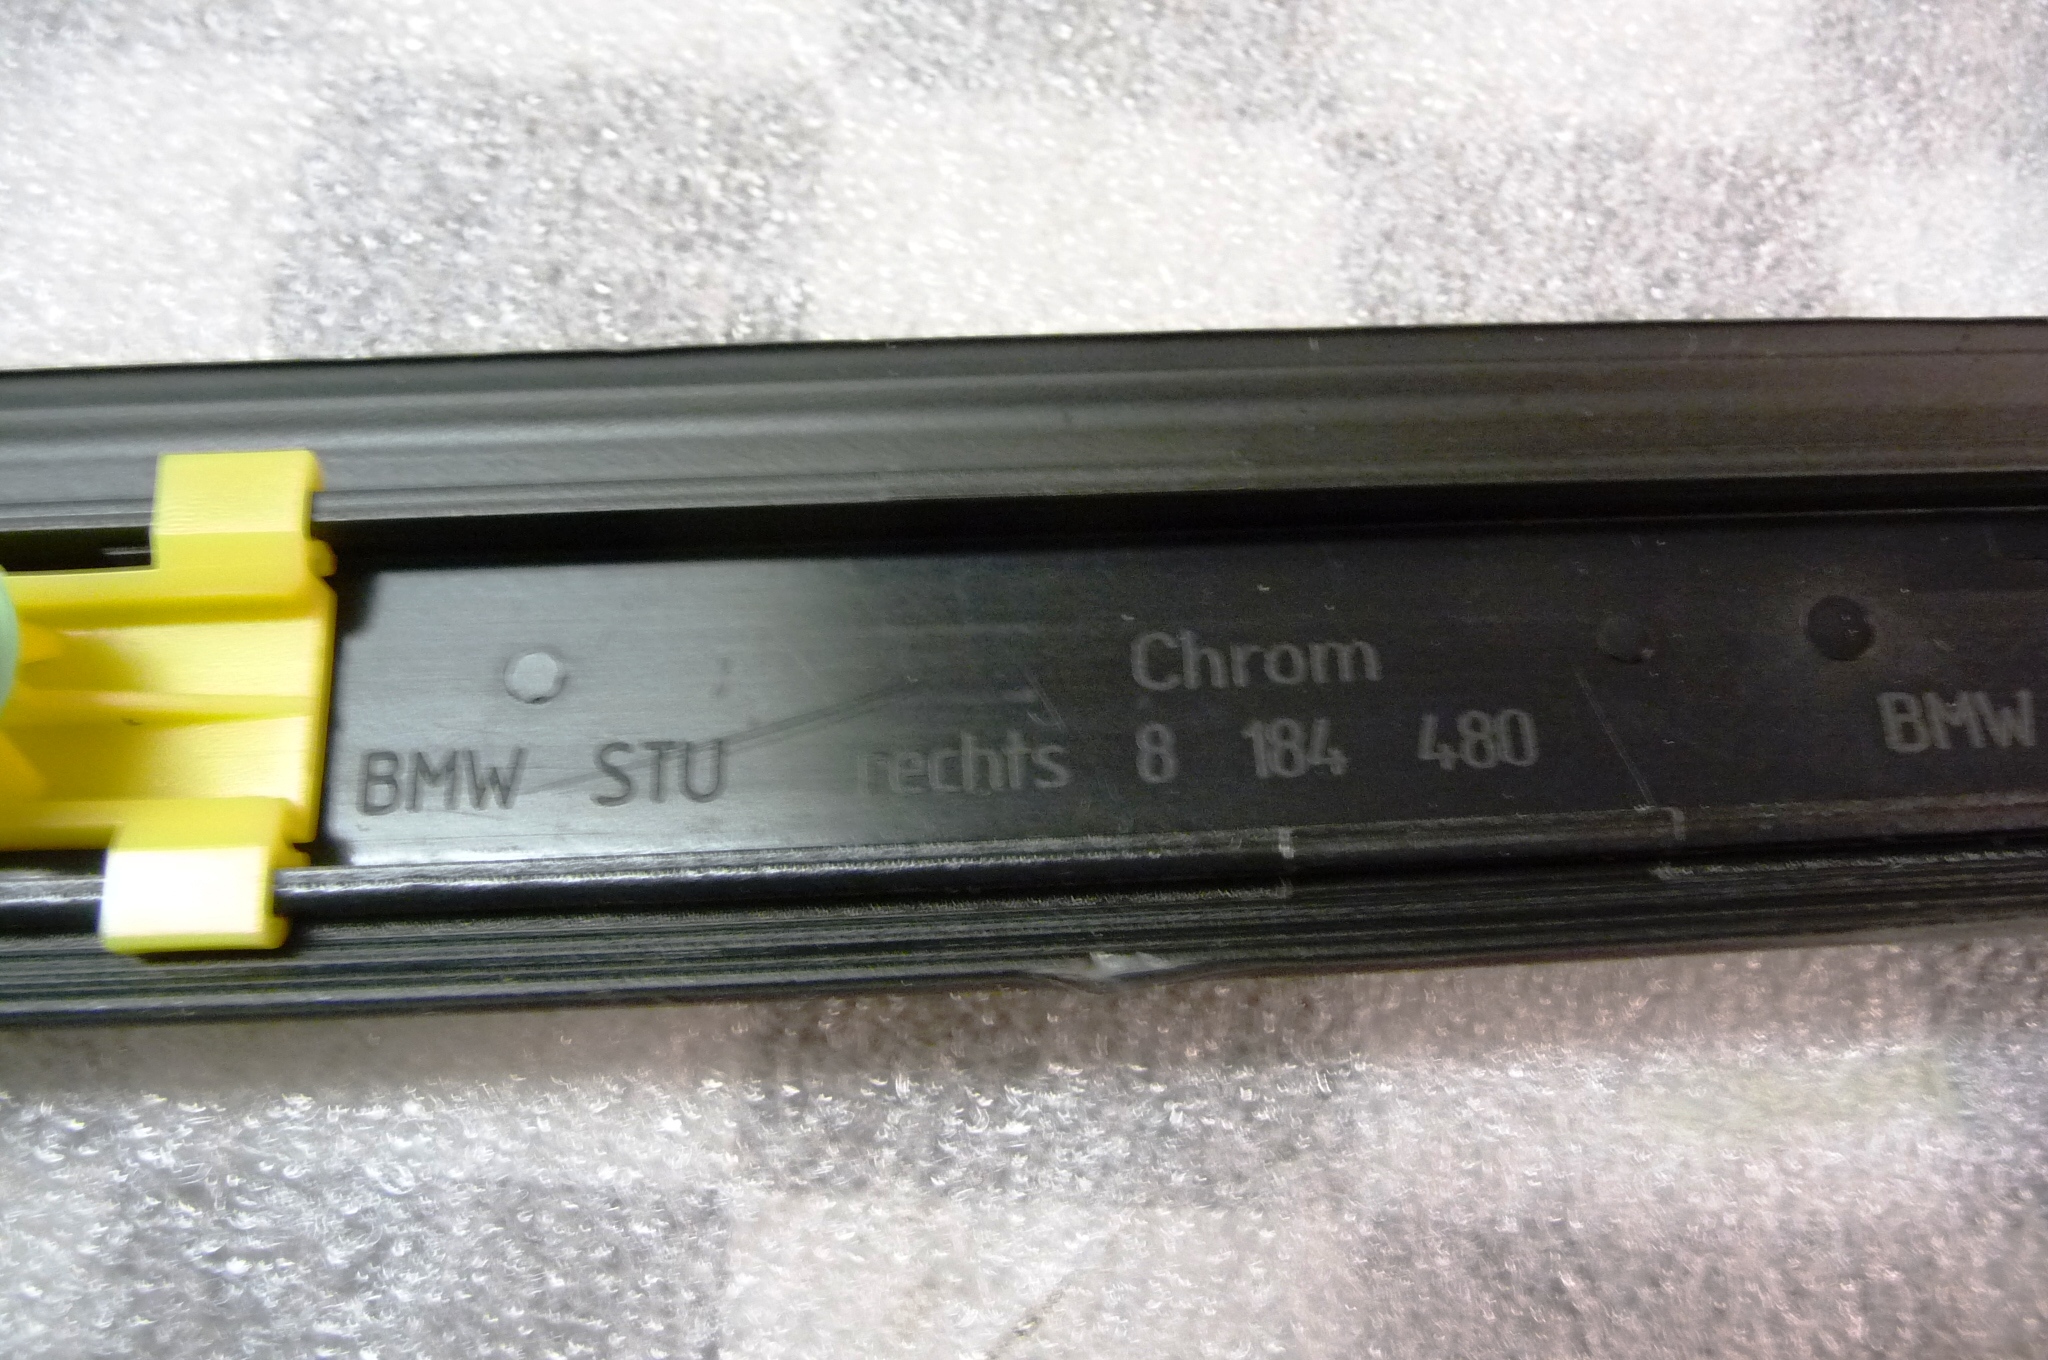 Chrom
BMW STU rechts 8 184 480 BMW